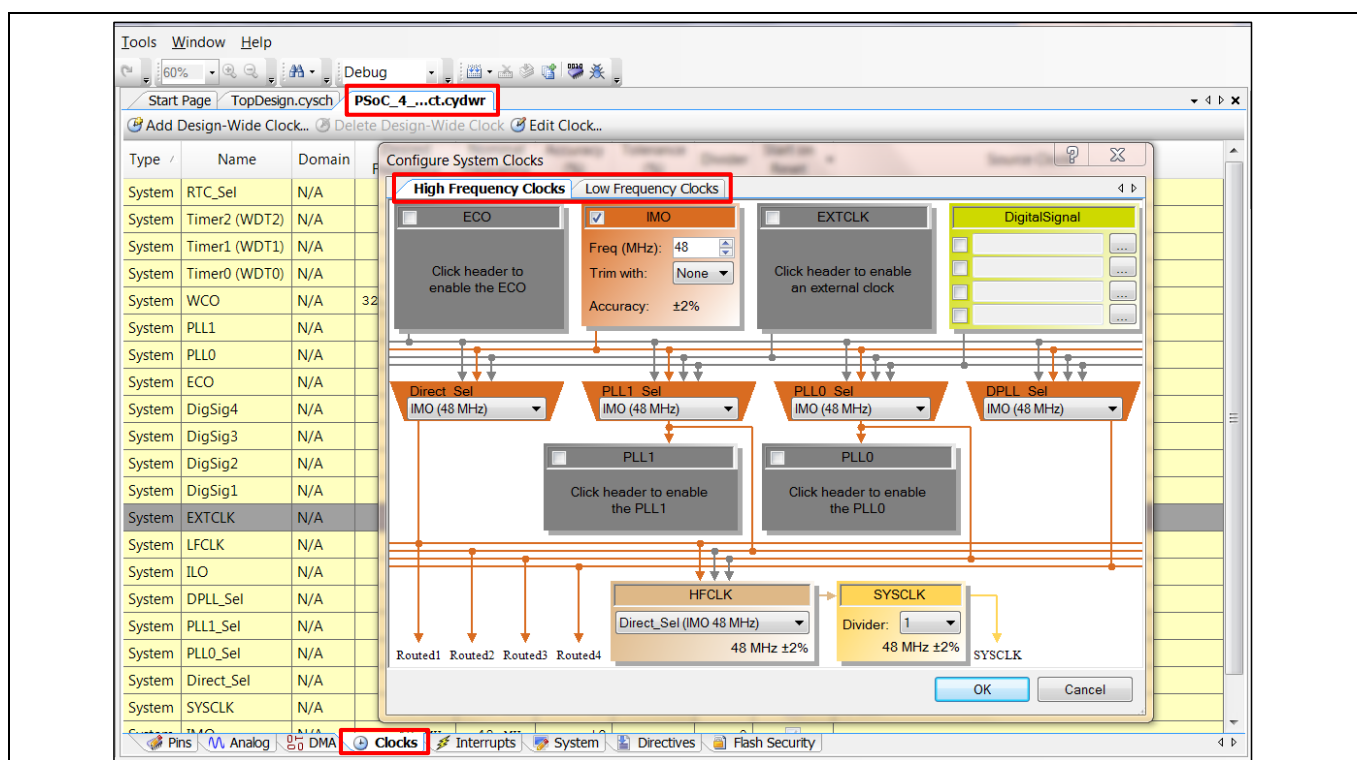 Tools Window Help
60% Debug
Start Page TopDesign.cysch PSoC_4_...ct.cydwr
Add Design-Wide Clock... Delete Design-Wide Clock Edit Clock...
Type Name Domain
Configure System Clocks
High Frequency Clocks Low Frequency Clocks
System RTC_Sel N/A
System Timer2 (WDT2) N/A
System Timer1 (WDT1) N/A
System Timer0 (WDT0) N/A
System WCO N/A 32
System PLL1 N/A
System PLL0 N/A
System ECO N/A
System DigSig4 N/A
System DigSig3 N/A
System DigSig2 N/A
System DigSig1 N/A
System EXTCLK N/A
System LFCLK N/A
System ILO N/A
System DPLL_Sel N/A
System PLL1_Sel N/A
System PLL0_Sel N/A
System Direct_Sel N/A
System SYSCLK N/A
ECO
Click header to
enable the ECO
IMO
Freq (MHz): 48
Trim with: None
Accuracy: ±2%
EXTCLK
Click header to enable
an external clock
DigitalSignal
...
...
...
...
Direct_Sel PLL1_Sel PLL0_Sel DPLL_Sel
IMO (48 MHz) IMO (48 MHz) IMO (48 MHz) IMO (48 MHz)
PLL1
Click header to enable
the PLL1
PLL0
Click header to enable
the PLL0
HFCLK
Direct_Sel (IMO 48 MHz)
48 MHz ±2%
SYSCLK
Divider: 1
48 MHz ±2%
Routed1 Routed2 Routed3 Routed4 SYSCLK
OK Cancel
Pins Analog DMA Clocks Interrupts System Directives Flash Security